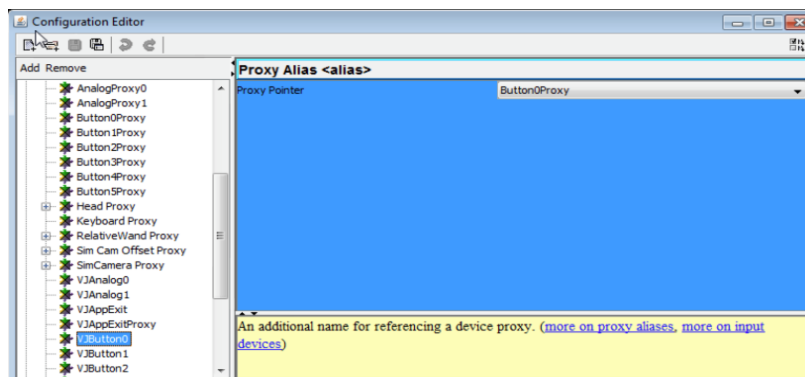 Configuration Editor
Add Remove
AnalogProxy0
AnalogProxy1
Button0Proxy
Button1Proxy
Button2Proxy
Button3Proxy
Button4Proxy
Button5Proxy
Head Proxy
Keyboard Proxy
RelativeWand Proxy
Sim Cam Offset Proxy
SimCamera Proxy
VJAnalog0
VJAnalog1
VJAppExit
VJAppExitProxy
VJButton0
VJButton1
VJButton2
Proxy Alias <alias>
Proxy Pointer Button0Proxy
An additional name for referencing a device proxy. (more on proxy aliases, more on input
devices)